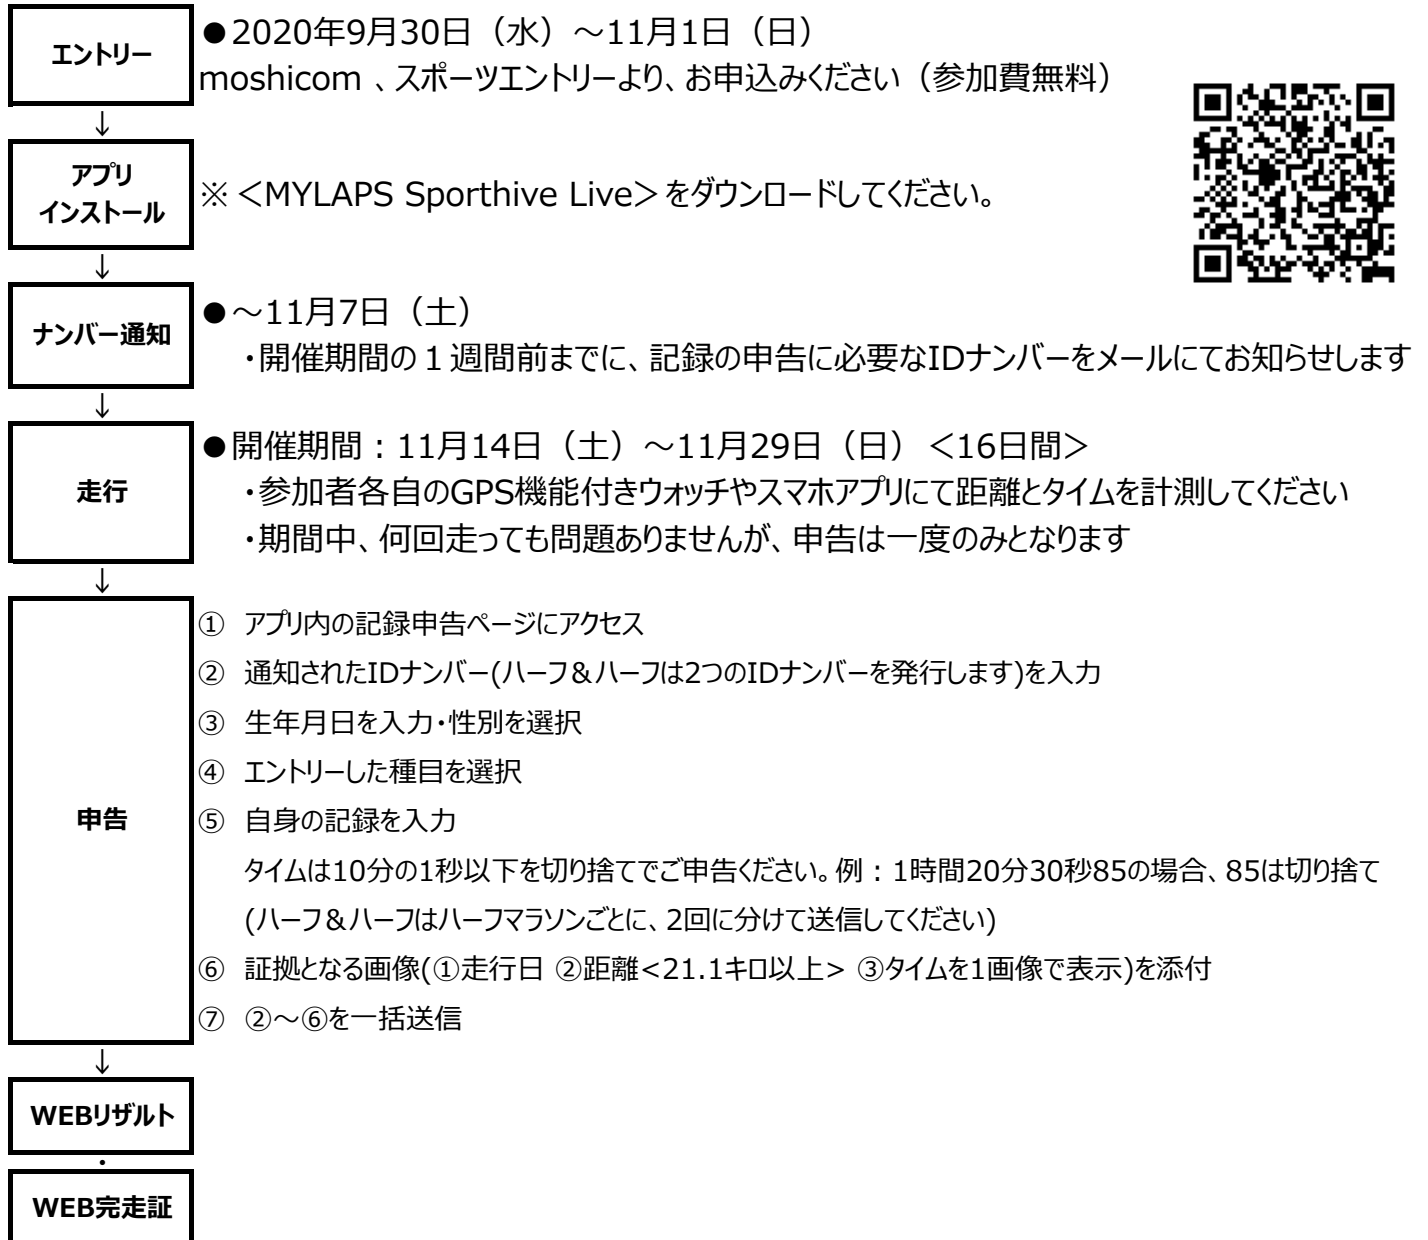 エントリー
●2020年9月30日（水）～11月1日（日）
moshicom 、スポーツエントリーより、お申込みください（参加費無料）
↓
アプリ
インストール
※＜MYLAPS Sporthive Live＞をダウンロードしてください。
↓
ナンバー通知
●～11月7日（土）
・開催期間の１週間前までに、記録の申告に必要なIDナンバーをメールにてお知らせします
↓
走行
●開催期間：11月14日（土）～11月29日（日）＜16日間＞
・参加者各自のGPS機能付きウォッチやスマホアプリにて距離とタイムを計測してください
・期間中、何回走っても問題ありませんが、申告は一度のみとなります
↓
申告
① アプリ内の記録申告ページにアクセス
② 通知されたIDナンバー(ハーフ＆ハーフは2つのIDナンバーを発行します)を入力
③ 生年月日を入力・性別を選択
④ エントリーした種目を選択
⑤ 自身の記録を入力
タイムは10分の1秒以下を切り捨てでご申告ください。例：1時間20分30秒85の場合、85は切り捨て
(ハーフ＆ハーフはハーフマラソンごとに、2回に分けて送信してください)
⑥ 証拠となる画像(①走行日 ②距離<21.1キロ以上> ③タイムを1画像で表示)を添付
⑦ ②～⑥を一括送信
↓
WEBリザルト
・
WEB完走証